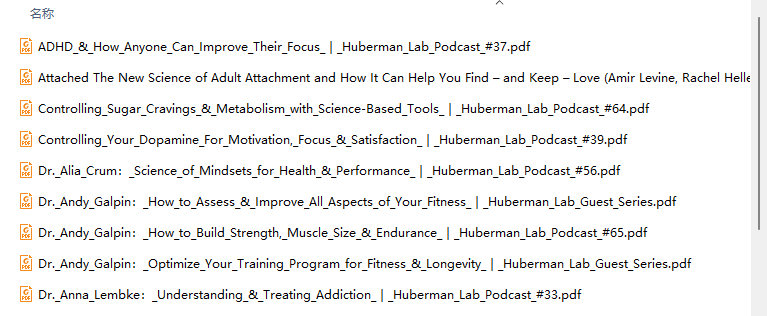 名称
ADHD_&_How_Anyone_Can_Improve_Their_Focus_ | _Huberman_Lab_Podcast_#37.pdf
Attached The New Science of Adult Attachment and How It Can Help You Find – and Keep – Love (Amir Levine, Rachel Helle
Controlling_Sugar_Cravings_&_Metabolism_with_Science-Based_Tools_ | _Huberman_Lab_Podcast_#64.pdf
Controlling_Your_Dopamine_For_Motivation,_Focus_&_Satisfaction_ | _Huberman_Lab_Podcast_#39.pdf
Dr._Alia_Crum：_Science_of_Mindsets_for_Health_&_Performance_ | _Huberman_Lab_Podcast_#56.pdf
Dr._Andy_Galpin：_How_to_Assess_&_Improve_All_Aspects_of_Your_Fitness_ | _Huberman_Lab_Guest_Series.pdf
Dr._Andy_Galpin：_How_to_Build_Strength,_Muscle_Size_&_Endurance_ | _Huberman_Lab_Podcast_#65.pdf
Dr._Andy_Galpin：_Optimize_Your_Training_Program_for_Fitness_&_Longevity_ | _Huberman_Lab_Guest_Series.pdf
Dr._Anna_Lembke：_Understanding_&_Treating_Addiction_ | _Huberman_Lab_Podcast_#33.pdf